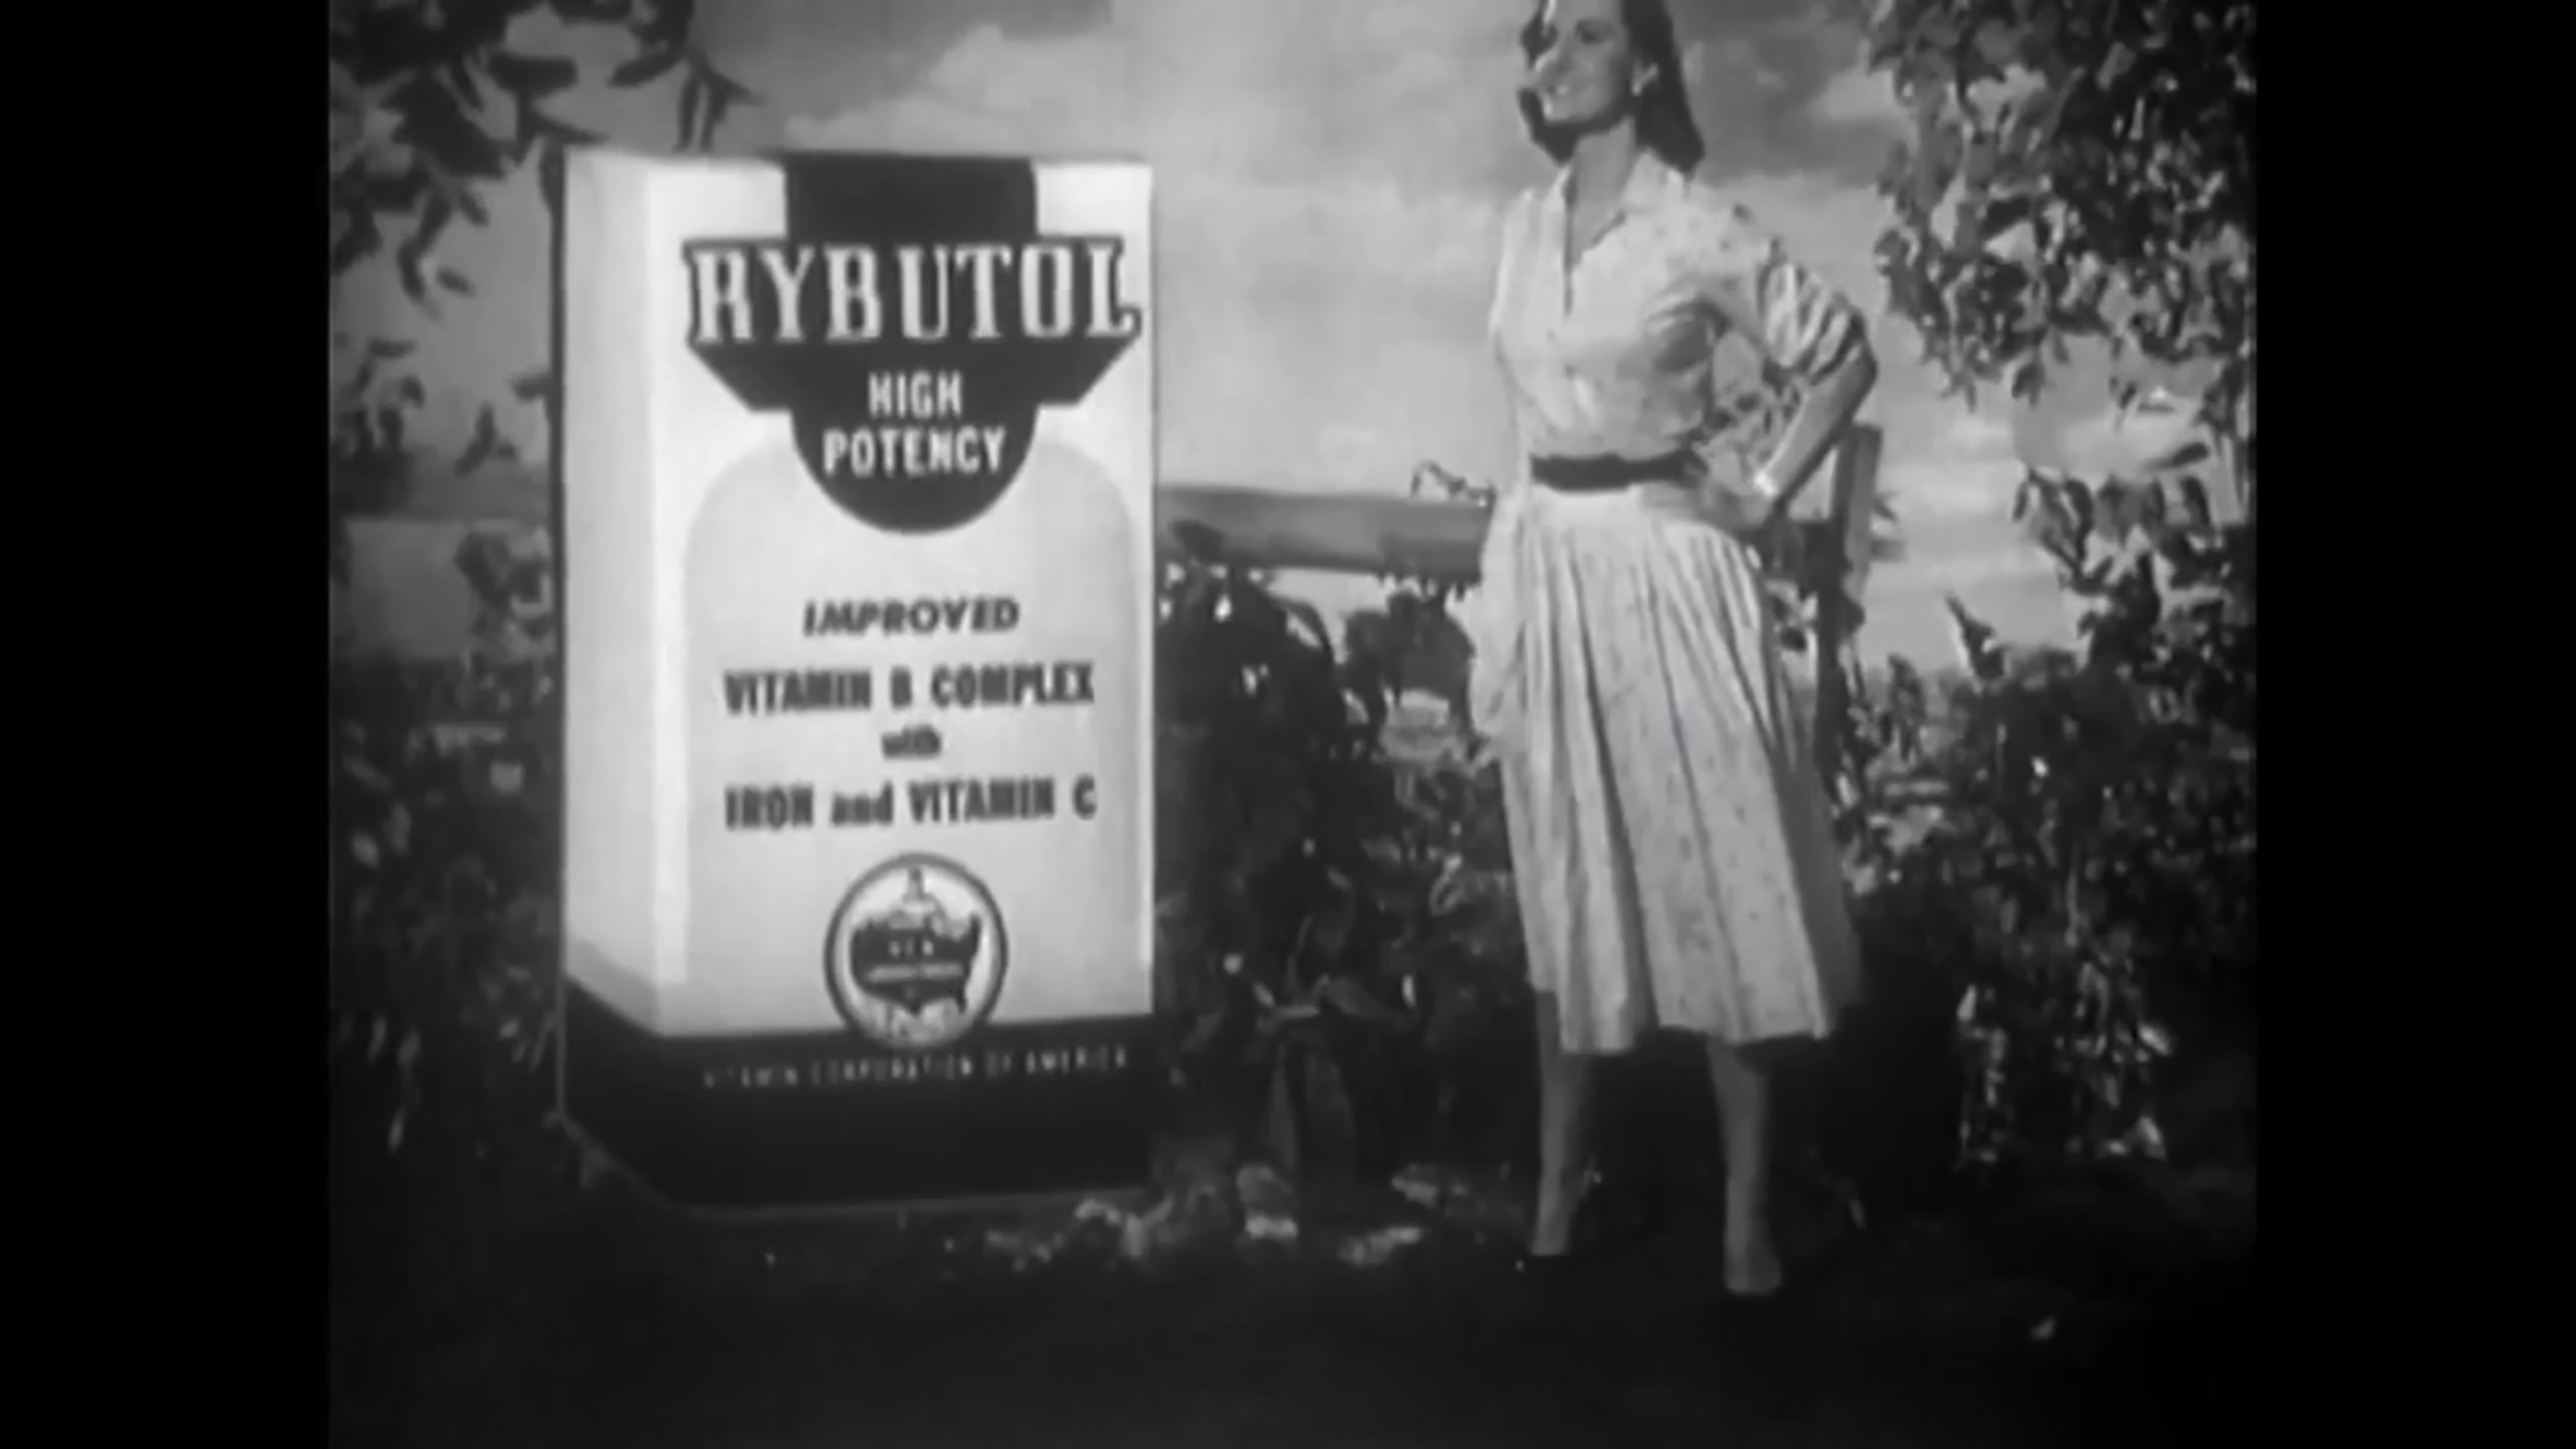 RYBUTOL
HIGH
POTENCY
IMPROVED
VITAMIN B COMPLEX
with
IRON and VITAMIN C
VITAMIN CORPORATION OF AMERICA